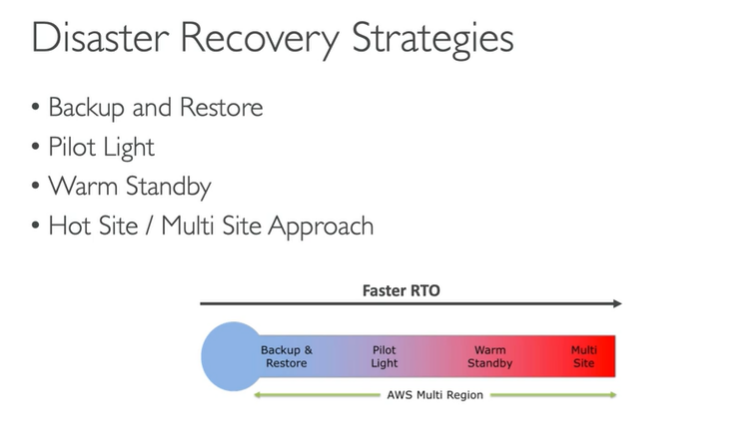 Disaster Recovery Strategies
• Backup and Restore
• Pilot Light
• Warm Standby
• Hot Site / Multi Site Approach
Faster RTO
Backup &
Restore
Pilot
Light
Warm
Standby
Multi
Site
AWS Multi Region